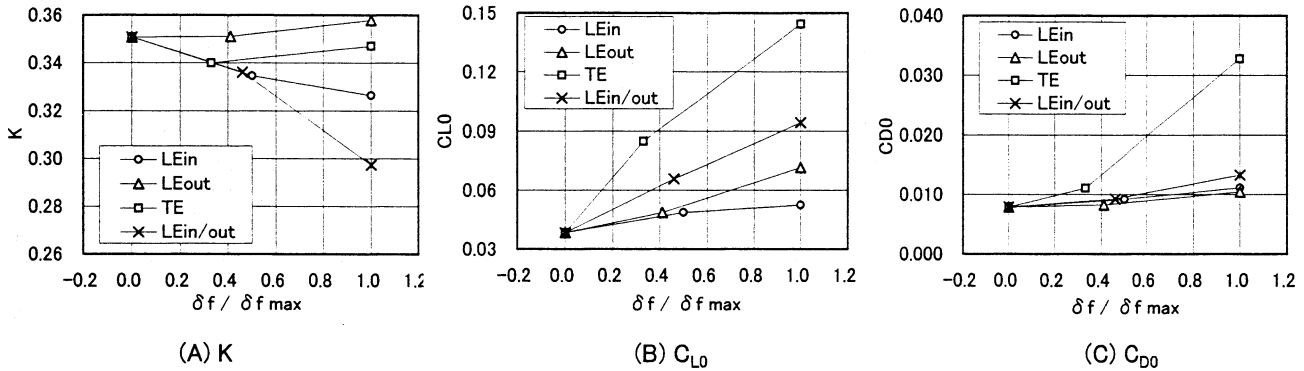 0.36
0.34
0.32
0.30
0.28
0.26
K
LEin
LEout
TE
LEin/out
-0.2 0.0 0.2 0.4 0.6 0.8 1.0 1.2
δf / δf max
(A) K
0.15
0.12
0.09
0.06
0.03
CL0
LEin
LEout
TE
LEin/out
-0.2 0.0 0.2 0.4 0.6 0.8 1.0 1.2
δf / δf max
(B) CL0
0.040
0.030
0.020
0.010
0.000
CD0
LEin
LEout
TE
LEin/out
-0.2 0.0 0.2 0.4 0.6 0.8 1.0 1.2
δf / δf max
(C) CD0